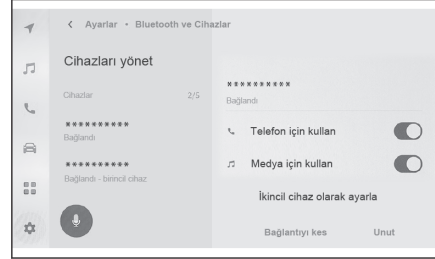 Ayarlar • Bluetooth ve Cihazlar
Cihazları yönet
Cihazlar 2/5
**********
Bağlandı
**********
Bağlandı - birincil cihaz
**********
Bağlandı
Telefon için kullan
Medya için kullan
İkincil cihaz olarak ayarla
Bağlantıyı kes Unut